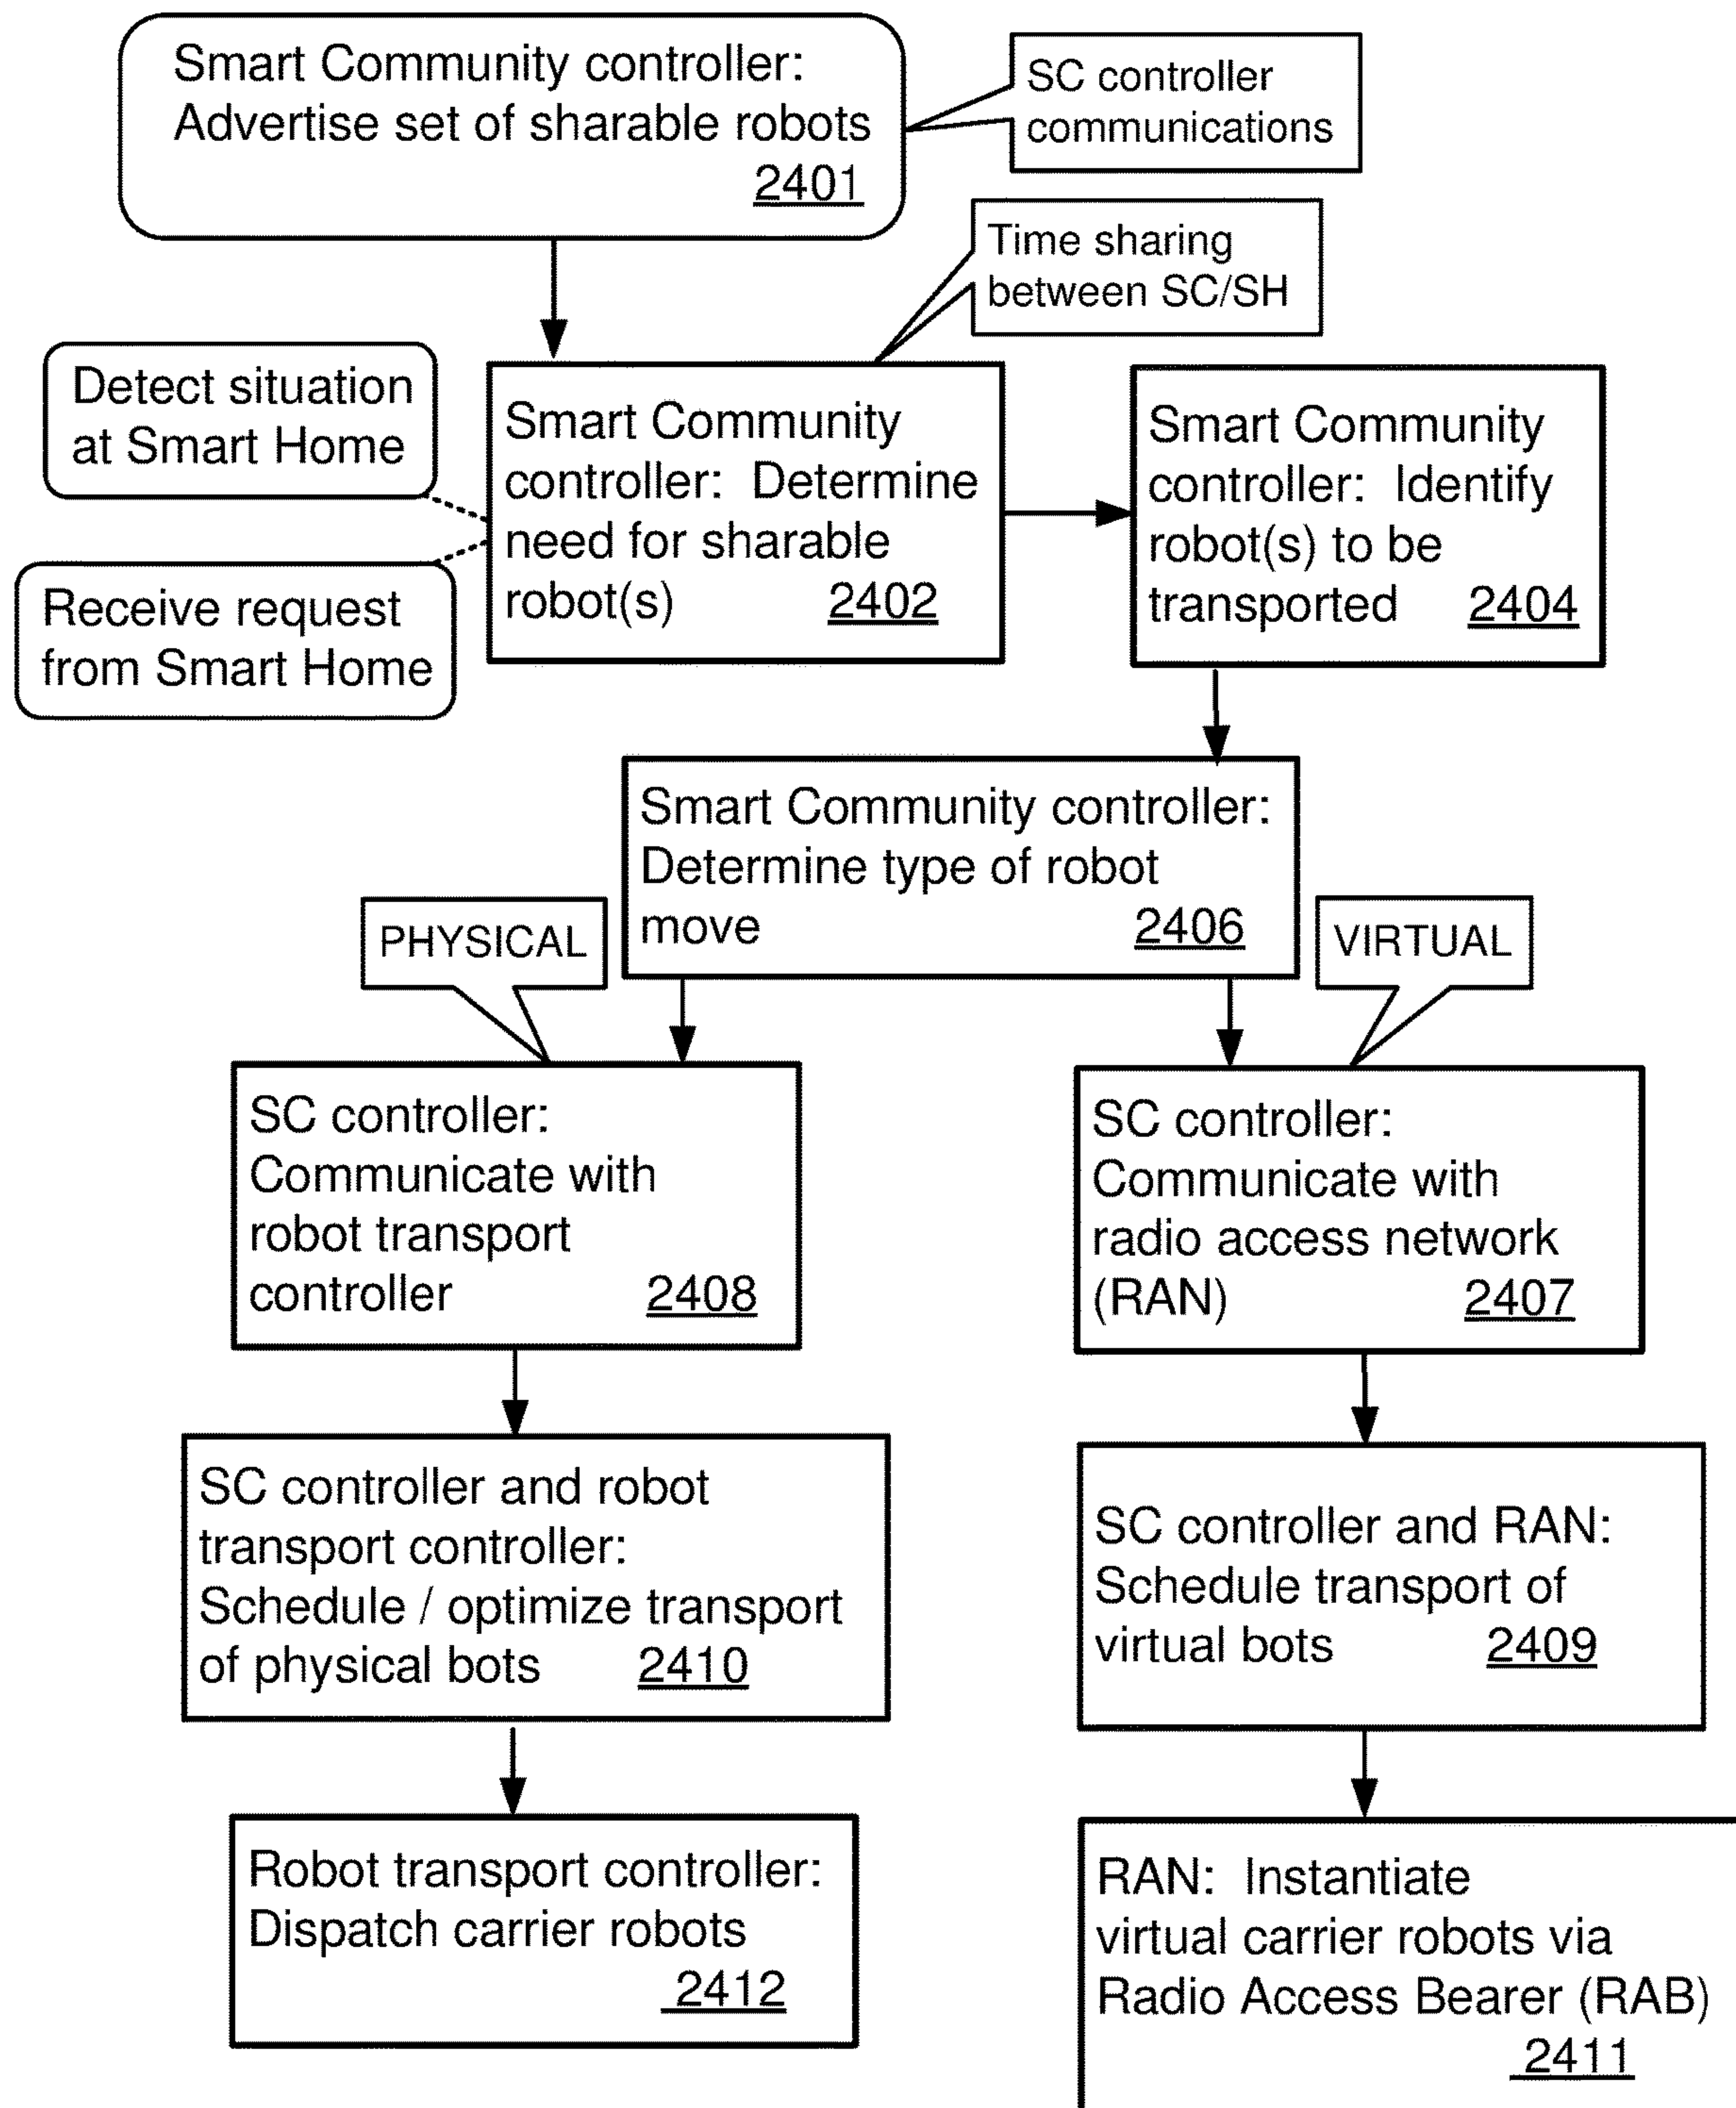 Smart Community controller:
Advertise set of sharable robots
2401
SC controller
communications
Time sharing
between SC/SH
Detect situation
at Smart Home
Receive request
from Smart Home
Smart Community
controller: Determine
need for sharable
robot(s) 2402
Smart Community
controller: Identify
robot(s) to be
transported 2404
Smart Community controller:
Determine type of robot
move 2406
PHYSICAL
VIRTUAL
SC controller:
Communicate with
robot transport
controller 2408
SC controller:
Communicate with
radio access network
(RAN) 2407
SC controller and robot
transport controller:
Schedule / optimize transport
of physical bots 2410
SC controller and RAN:
Schedule transport of
virtual bots 2409
Robot transport controller:
Dispatch carrier robots
2412
RAN: Instantiate
virtual carrier robots via
Radio Access Bearer (RAB)
2411